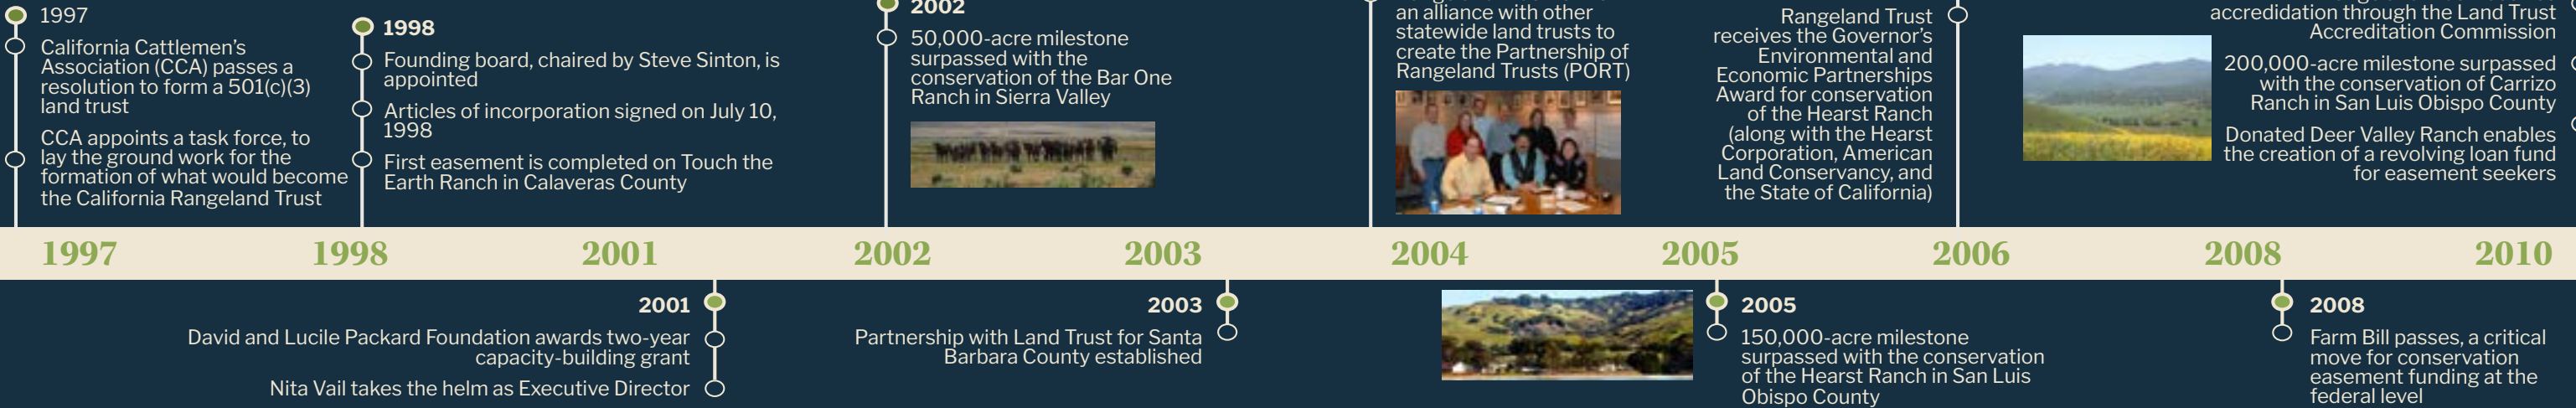 1997
California Cattlemen's
Association (CCA) passes a
resolution to form a 501(c)(3)
land trust
CCA appoints a task force, to
lay the ground work for the
formation of what would become
the California Rangeland Trust
1998
Founding board, chaired by Steve Sinton, is
appointed
Articles of incorporation signed on July 10,
1998
First easement is completed on Touch the
Earth Ranch in Calaveras County
2002
50,000-acre milestone
surpassed with the
conservation of the Bar One
Ranch in Sierra Valley
an alliance with other
statewide land trusts to
create the Partnership of
Rangeland Trusts (PORT)
Rangeland Trust
receives the Governor's
Environmental and
Economic Partnerships
Award for conservation
of the Hearst Ranch
(along with the Hearst
Corporation, American
Land Conservancy, and
the State of California)
accredidation through the Land Trust
Accreditation Commission
200,000-acre milestone surpassed
with the conservation of Carrizo
Ranch in San Luis Obispo County
Donated Deer Valley Ranch enables
the creation of a revolving loan fund
for easement seekers
1997 1998 2001 2002 2003 2004 2005 2006 2008 2010
2001
David and Lucile Packard Foundation awards two-year
capacity-building grant
Nita Vail takes the helm as Executive Director
2003
Partnership with Land Trust for Santa
Barbara County established
2005
150,000-acre milestone
surpassed with the conservation
of the Hearst Ranch in San Luis
Obispo County
2008
Farm Bill passes, a critical
move for conservation
easement funding at the
federal level